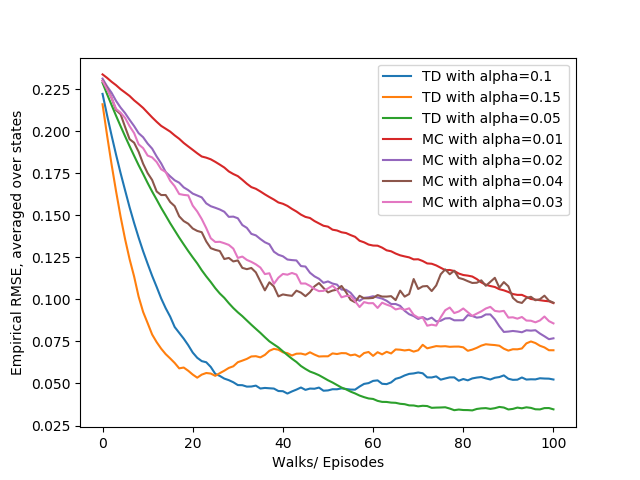 TD with alpha=0.1
TD with alpha=0.15
TD with alpha=0.05
MC with alpha=0.01
MC with alpha=0.02
MC with alpha=0.04
MC with alpha=0.03
Empirical RMSE, averaged over states
0.225
0.200
0.175
0.150
0.125
0.100
0.075
0.050
0.025
0 20 40 60 80 100
Walks/ Episodes